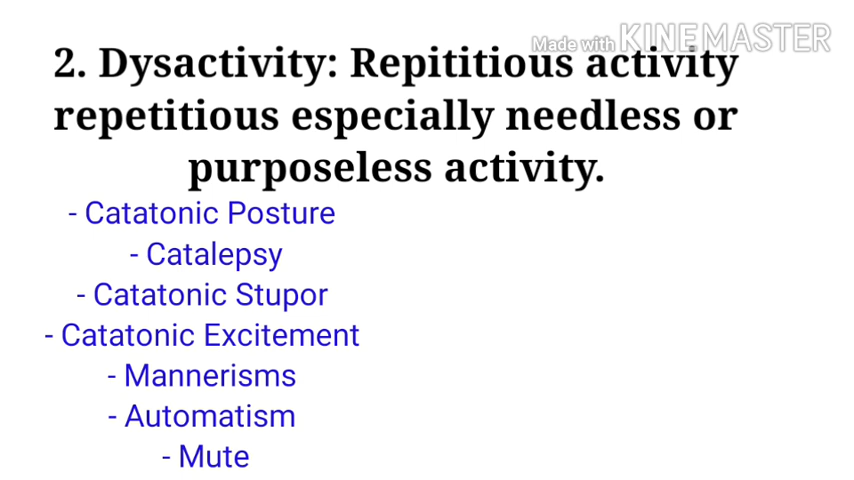 Made with KINEMASTER
2. Dysactivity: Repititious activity
repetitious especially needless or
purposeless activity.
- Catatonic Posture
- Catalepsy
- Catatonic Stupor
- Catatonic Excitement
- Mannerisms
- Automatism
- Mute